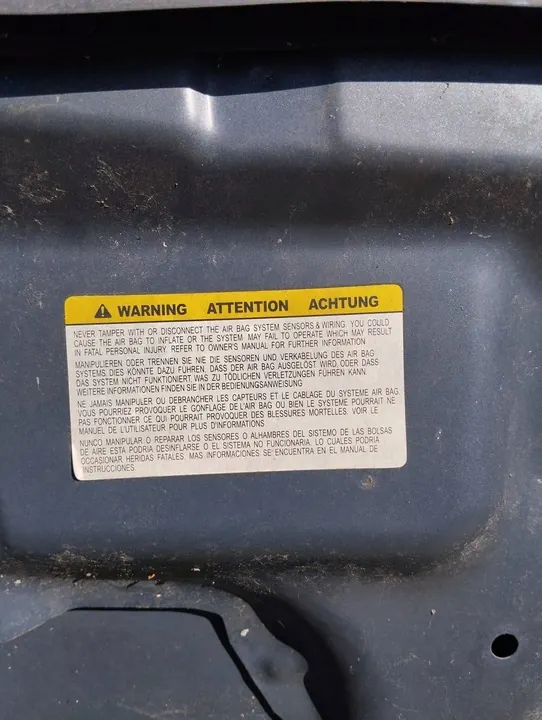 WARNING ATTENTION ACHTUNG
NEVER TAMPER WITH OR DISCONNECT THE AIR BAG SYSTEM SENSORS & WIRING. YOU COULD
CAUSE THE AIR BAG TO INFLATE OR THE SYSTEM MAY FAIL TO OPERATE WHICH MAY RESULT
IN FATAL PERSONAL INJURY. REFER TO OWNER'S MANUAL FOR FURTHER INFORMATION
MANIPULIEREN ODER TRENNEN SIE NIE DIE SENSOREN UND VERKABELUNG DES AIR BAG
SYSTEMS. DIES KÖNNTE DAZU FÜHREN, DASS DER AIR BAG AUSGELÖST WIRD, ODER DASS
DAS SYSTEM NICHT FUNKTIONIERT, WAS ZU TÖDLICHEN VERLETZUNGEN FÜHREN KANN.
WEITERE INFORMATIONEN FINDEN SIE IN DER BEDIENUNGSANWEISUNG
NE JAMAIS MANIPULER OU DEBRANCHER LES CAPTEURS ET LE CABLAGE DU SYSTEME AIR BAG.
VOUS POURRIEZ PROVOQUER LE GONFLAGE DE L'AIR BAG OU BIEN LE SYSTEME POURRAIT NE
PAS FONCTIONNER CE QUI POURRAIT PROVOQUER DES BLESSURES MORTELLES. VOIR LE
MANUEL DE L'UTILISATEUR POUR PLUS D'INFORMATIONS
NUNCO MANIPULAR O REPARAR LOS SENSORES O ALHAMBRES DEL SISTEMO DE LAS BOLSAS
DE AIRE ESTA PODRIA DESINFLARSE O EL SISTEMA NO FUNCIONARIA, LO CUALES PODRIA
OCCASIONAR HERIDAS FATALES. MAS INFORMACIONES SE ENCUENTRA EN EL MANUAL DE
INSTRUCCIONES.